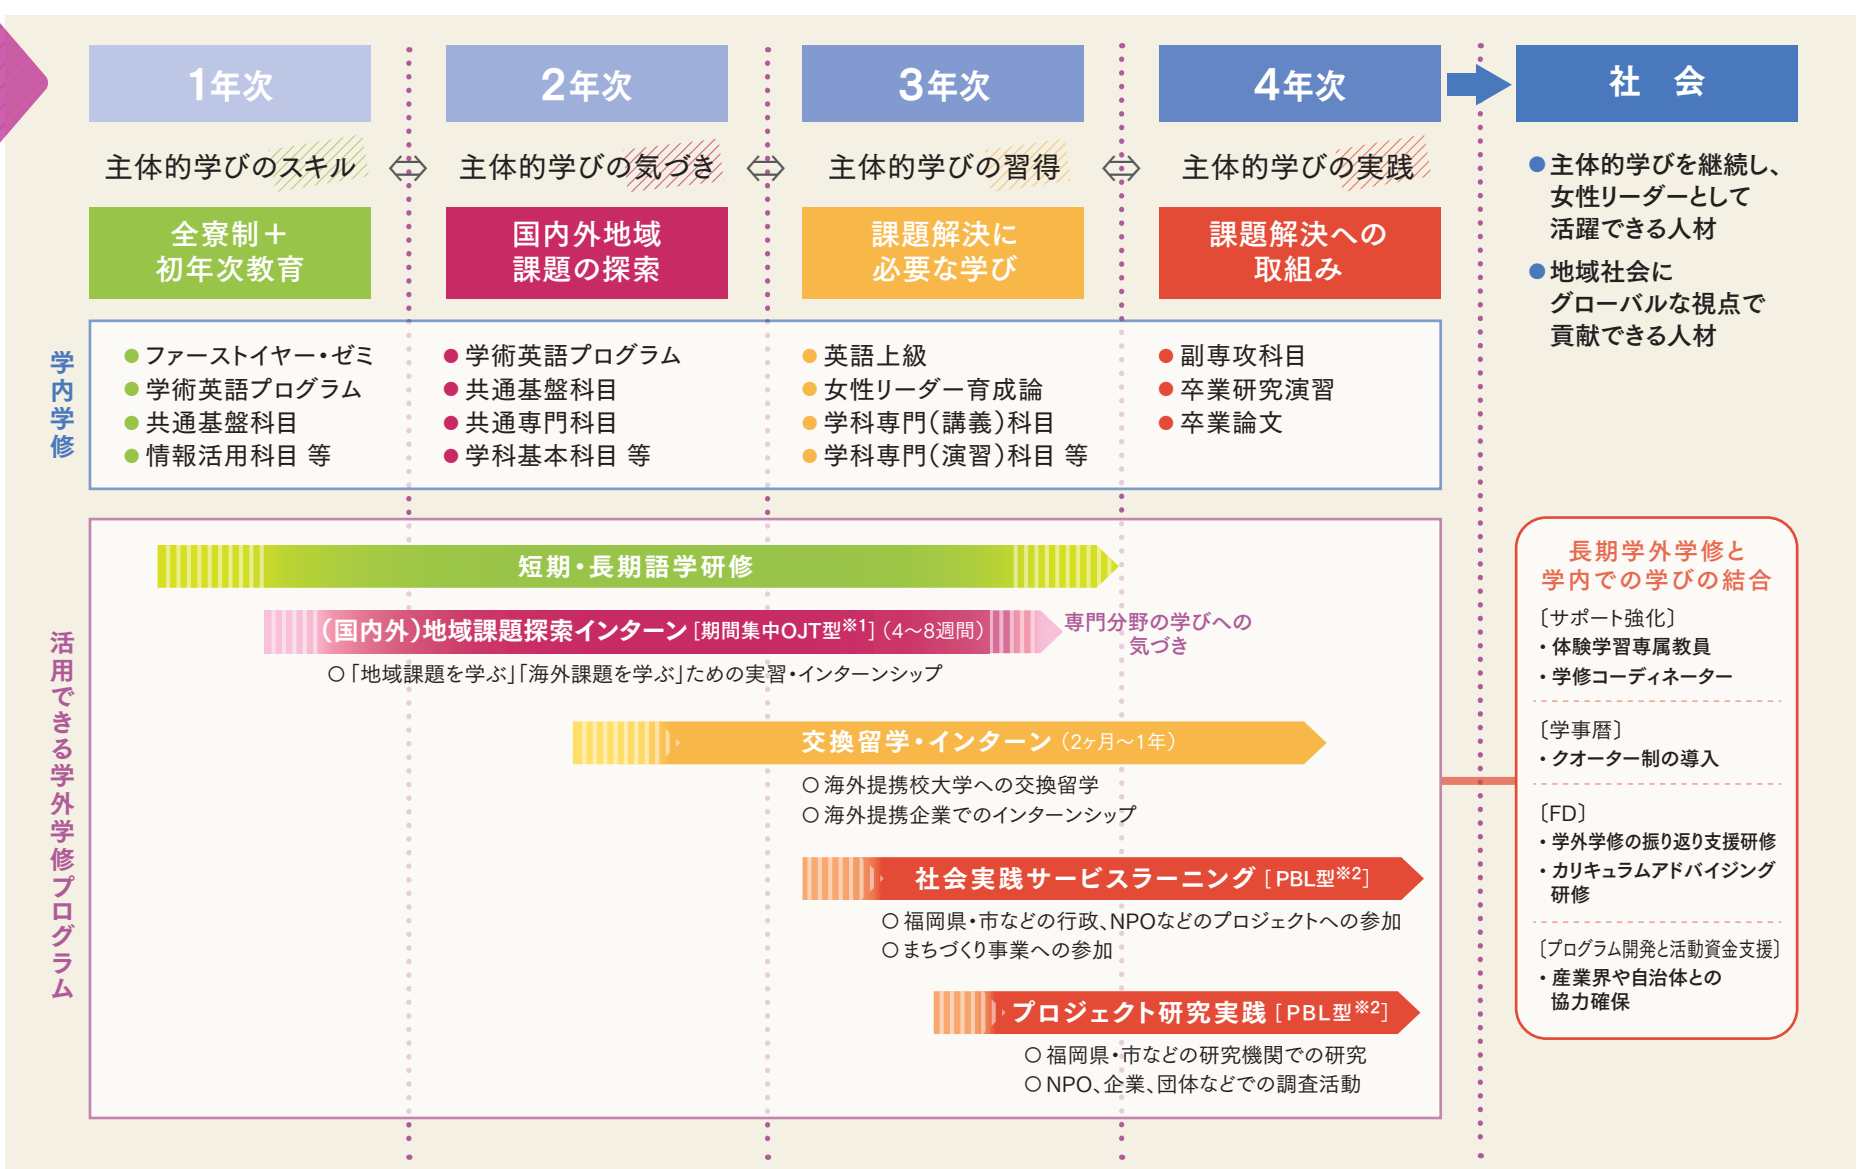 1年次
2年次
3年次
4年次
社 会
主体的学びのスキル
主体的学びの気づき
主体的学びの習得
主体的学びの実践
全寮制＋
初年次教育
国内外地域
課題の探索
課題解決に
必要な学び
課題解決への
取組み
●主体的学びを継続し、
女性リーダーとして
活躍できる人材
●地域社会に
グローバルな視点で
貢献できる人材
学内学修
●ファーストイヤー・ゼミ
●学術英語プログラム
●共通基盤科目
●情報活用科目 等
●学術英語プログラム
●共通基盤科目
●共通専門科目
●学科基本科目 等
●英語上級
●女性リーダー育成論
●学科専門（講義）科目
●学科専門（演習）科目 等
●副専攻科目
●卒業研究演習
●卒業論文
活用できる学外学修プログラム
短期・長期語学研修
（国内外）地域課題探索インターン［期間集中OJT型※1］（4～8週間）
専門分野の学びへの
気づき
○「地域課題を学ぶ」「海外課題を学ぶ」ための実習・インターンシップ
交換留学・インターン（2ヶ月～1年）
○海外提携校大学への交換留学
○海外提携企業でのインターンシップ
社会実践サービスラーニング［PBL型※2］
○福岡県・市などの行政、NPOなどのプロジェクトへの参加
○まちづくり事業への参加
プロジェクト研究実践［PBL型※2］
○福岡県・市などの研究機関での研究
○NPO、企業、団体などでの調査活動
長期学外学修と
学内での学びの結合
〔サポート強化〕
・体験学習専属教員
・学修コーディネーター
〔学事暦〕
・クオーター制の導入
〔FD〕
・学外学修の振り返り支援研修
・カリキュラムアドバイジング
研修
〔プログラム開発と活動資金支援〕
・産業界や自治体との
協力確保